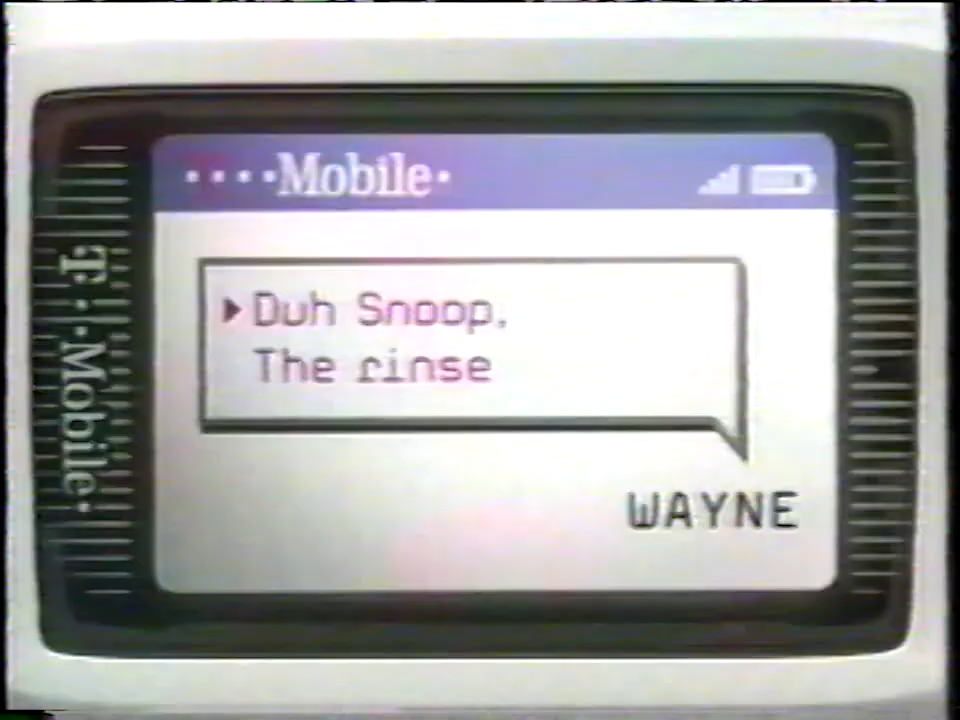 ····Mobile·
Duh Snoop,
The rinse
WAYNE
T··Mobile·